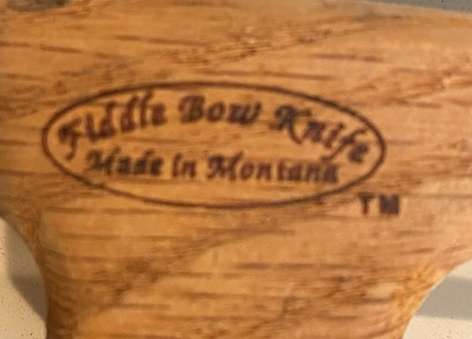 Fiddle Bow Knife
Made in Montana
TM